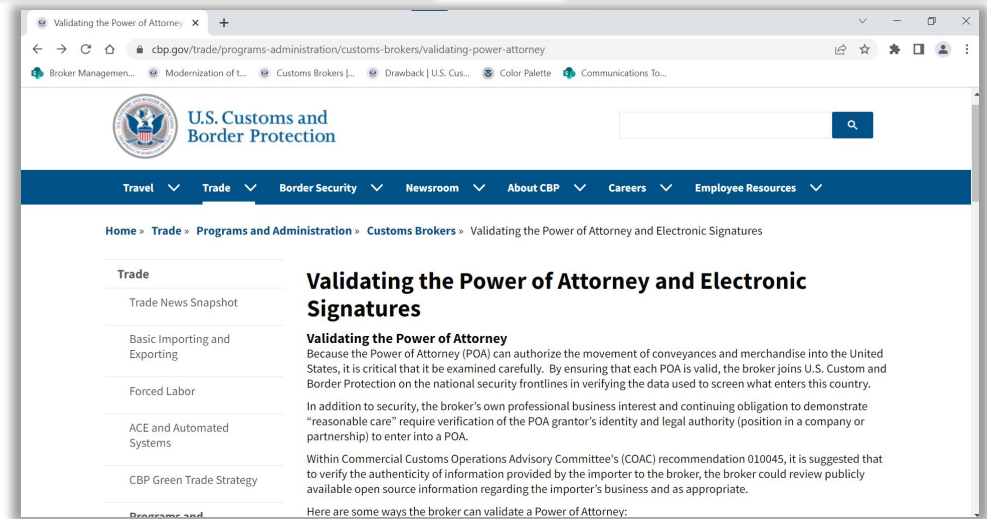 Validating the Power of Attorney
cbp.gov/trade/programs-administration/customs-brokers/validating-power-attorney
Broker Managemen... Modernization of t... Customs Brokers |... Drawback | U.S. Cus... Color Palette Communications To...
U.S. Customs and
Border Protection
Travel Trade Border Security Newsroom About CBP Careers Employee Resources
Home » Trade » Programs and Administration » Customs Brokers » Validating the Power of Attorney and Electronic Signatures
Trade
Trade News Snapshot
Basic Importing and
Exporting
Forced Labor
ACE and Automated
Systems
CBP Green Trade Strategy
Programs and
Validating the Power of Attorney and Electronic
Signatures
Validating the Power of Attorney
Because the Power of Attorney (POA) can authorize the movement of conveyances and merchandise into the United
States, it is critical that it be examined carefully. By ensuring that each POA is valid, the broker joins U.S. Custom and
Border Protection on the national security frontlines in verifying the data used to screen what enters this country.
In addition to security, the broker's own professional business interest and continuing obligation to demonstrate
“reasonable care” require verification of the POA grantor's identity and legal authority (position in a company or
partnership) to enter into a POA.
Within Commercial Customs Operations Advisory Committee's (COAC) recommendation 010045, it is suggested that
to verify the authenticity of information provided by the importer to the broker, the broker could review publicly
available open source information regarding the importer's business and as appropriate.
Here are some ways the broker can validate a Power of Attorney: